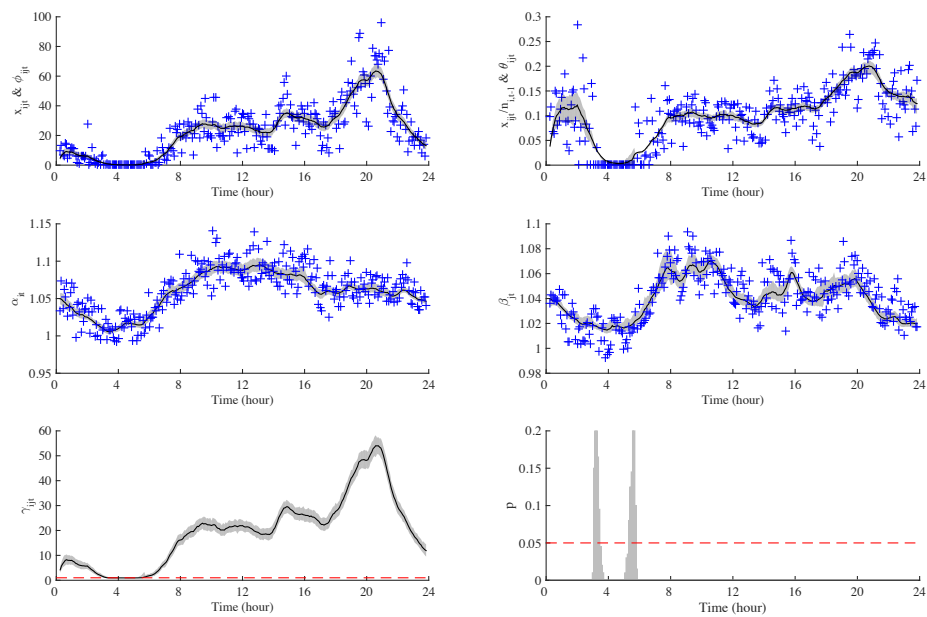 100
80
60
40
20
0
x_ijt & ϕ_ijt
0 4 8 12 16 20 24
Time (hour)
0.3
0.25
0.2
0.15
0.1
0.05
0
x_ijt/n_i,t-1 & θ_ijt
0 4 8 12 16 20 24
Time (hour)
1.15
1.1
1.05
1
0.95
α
0 4 8 12 16 20 24
Time (hour)
1.1
1.08
1.06
1.04
1.02
1
0.98
β_jt
0 4 8 12 16 20 24
Time (hour)
60
50
40
30
20
10
0
γ_ijt
0 4 8 12 16 20 24
Time (hour)
0.2
0.15
0.1
0.05
0
p
0 4 8 12 16 20 24
Time (hour)